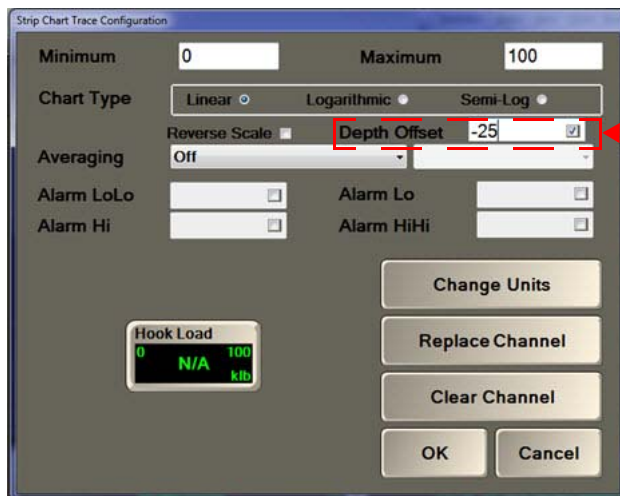 Strip Chart Trace Configuration
Minimum 0 Maximum 100
Chart Type Linear Logarithmic Semi-Log
Reverse Scale Depth Offset -25
Averaging Off
Alarm LoLo Alarm Lo
Alarm Hi Alarm HiHi
Change Units
Hook Load
0 100
N/A
klb
Replace Channel
Clear Channel
OK Cancel